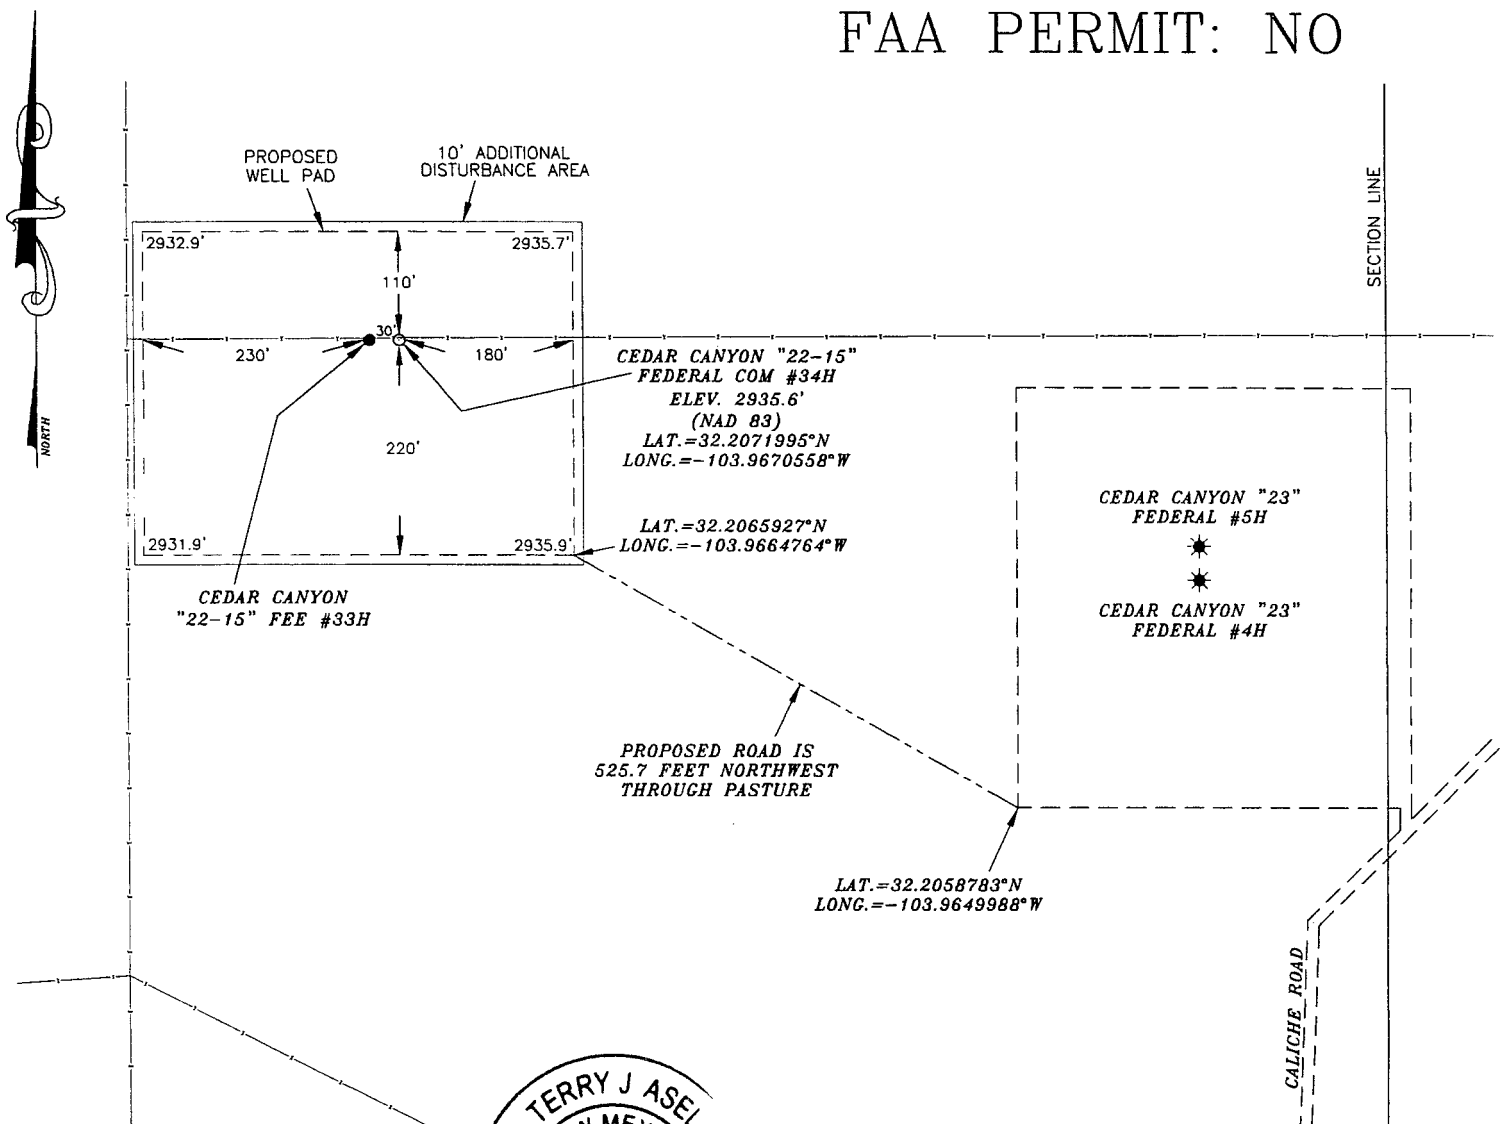 FAA PERMIT: NO
PROPOSED
WELL PAD
10' ADDITIONAL
DISTURBANCE AREA
SECTION LINE
2932.9'
2935.7'
110'
30'
230'
180'
220'
2931.9'
2935.9'
NORTH
CEDAR CANYON "22-15"
FEDERAL COM #34H
ELEV. 2935.6'
(NAD 83)
LAT.=32.2071995°N
LONG.=-103.9670558°W
LAT.=32.2065927°N
LONG.=-103.9664764°W
CEDAR CANYON "23"
FEDERAL #5H
CEDAR CANYON "23"
FEDERAL #4H
CEDAR CANYON
"22-15" FEE #33H
PROPOSED ROAD IS
525.7 FEET NORTHWEST
THROUGH PASTURE
LAT.=32.2058783°N
LONG.=-103.9649988°W
CALICHE ROAD
TERRY J ASEL